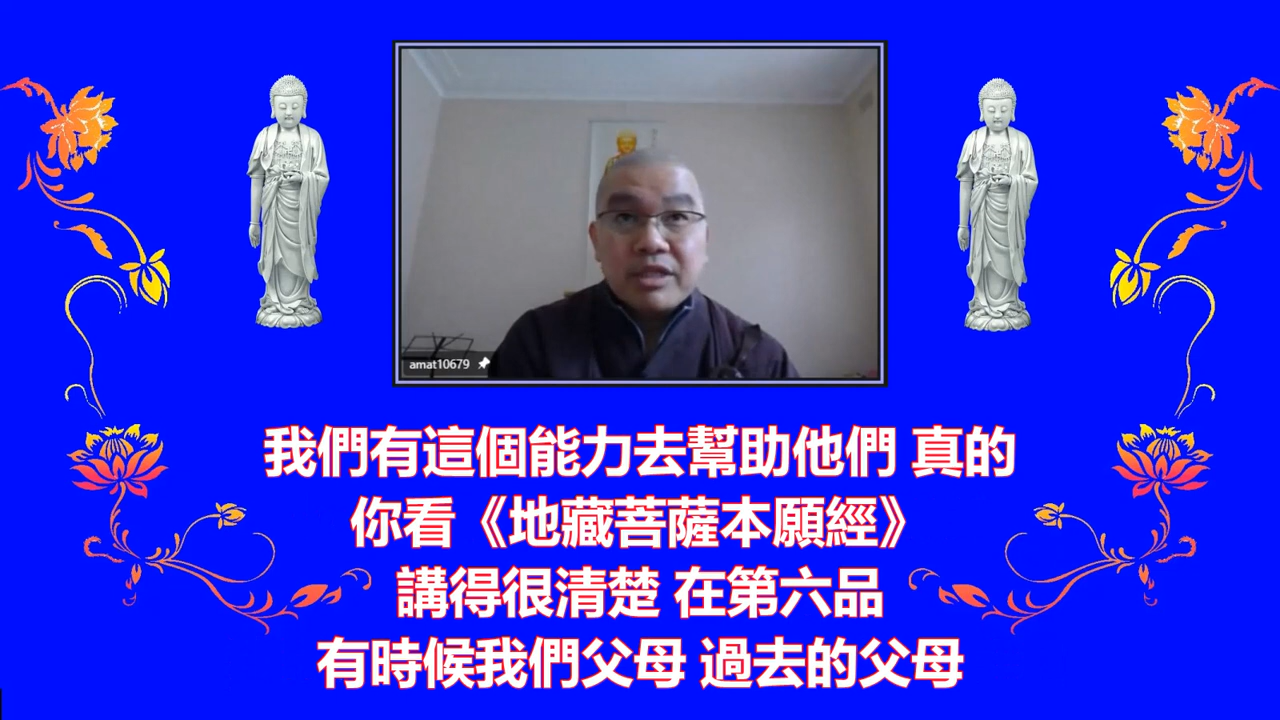 amat10679
我們有這個能力去幫助他們 真的
你看《地藏菩薩本願經》
講得很清楚 在第六品
有時候我們父母 過去的父母